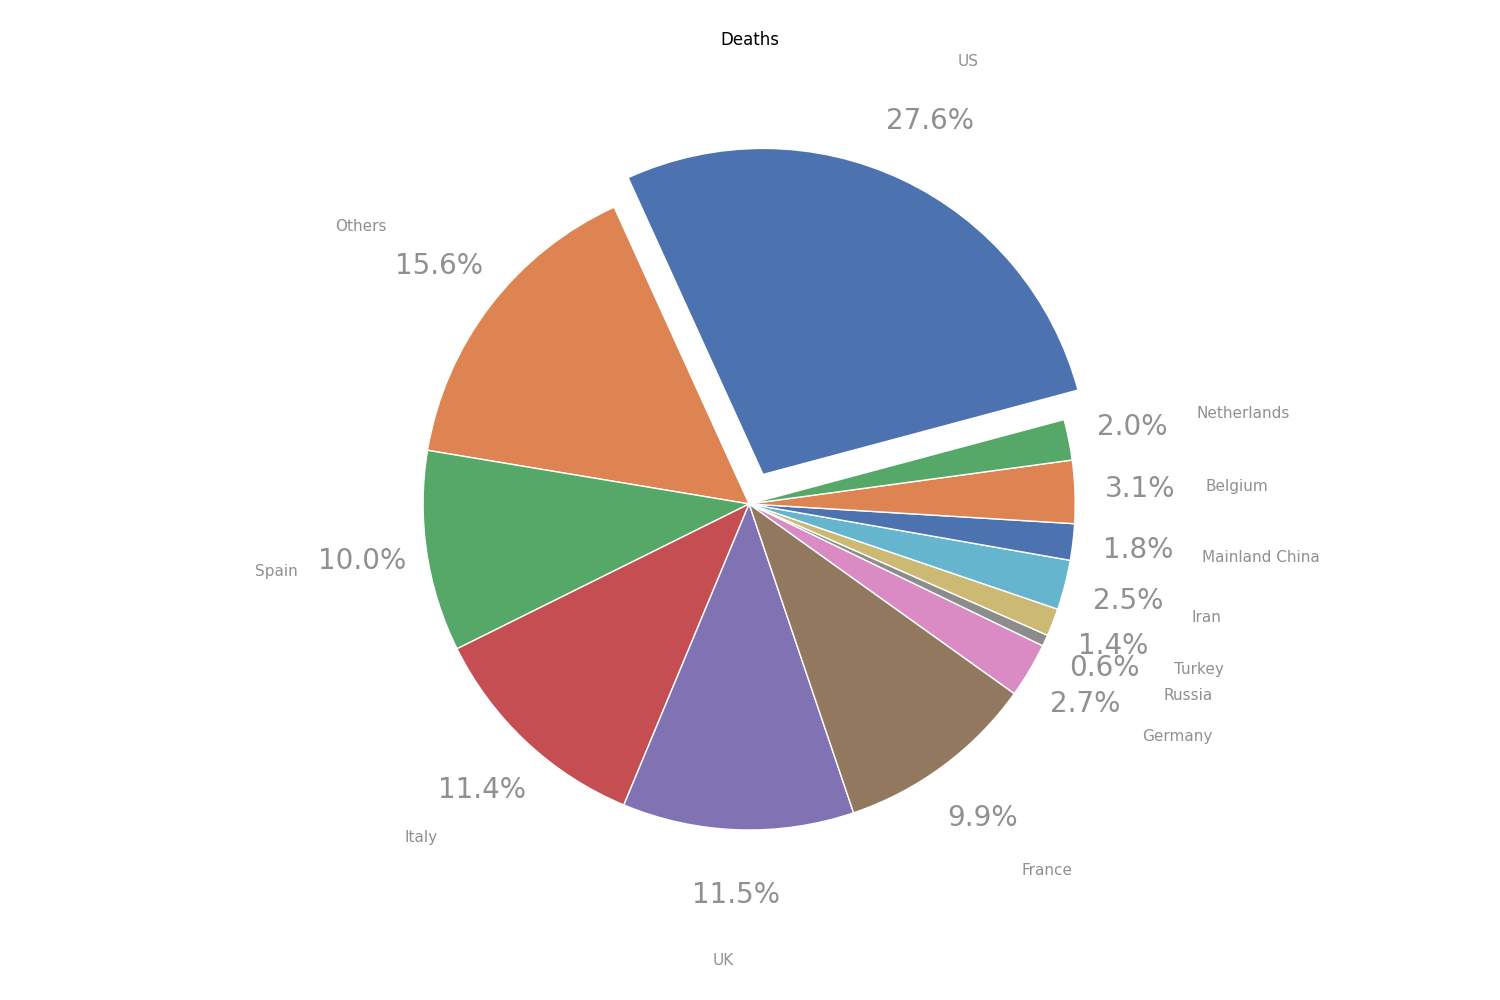 Deaths
US
27.6%
Others
15.6%
Spain
10.0%
Italy
11.4%
UK
11.5%
France
9.9%
Germany
2.7%
Russia
0.6%
Turkey
1.4%
Iran
2.5%
Mainland China
1.8%
Belgium
3.1%
Netherlands
2.0%